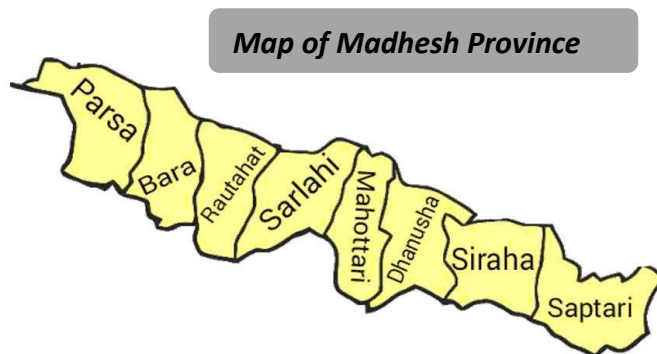 Map of Madhesh Province
Parsa
Bara
Rautahat
Sarlahi
Mahottari
Dhanusha
Siraha
Saptari